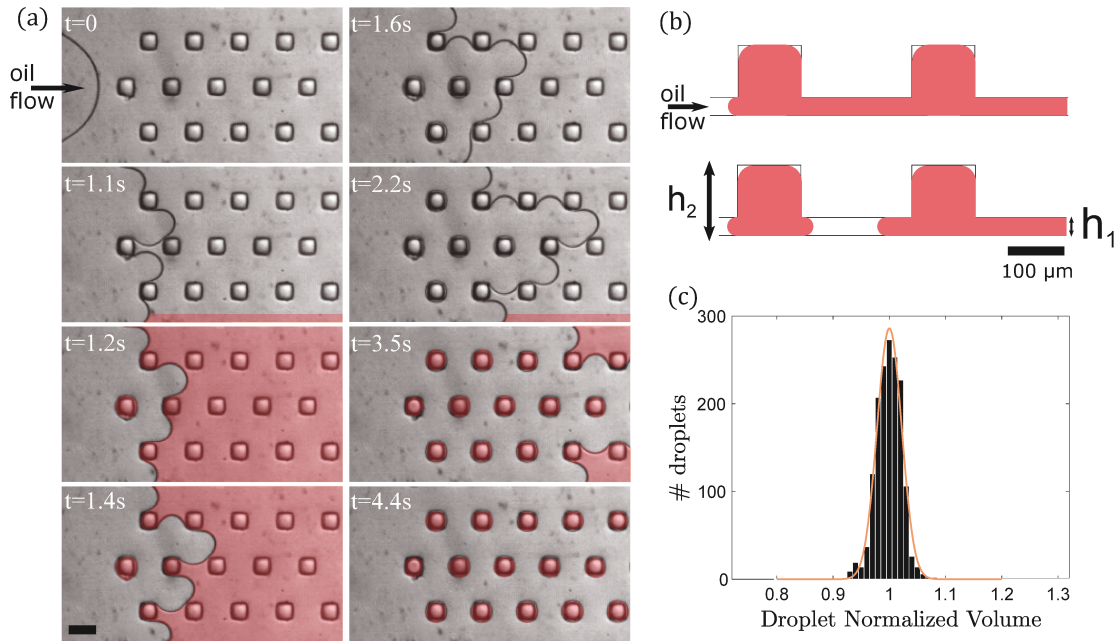 (a)
t=0
oil
flow
t=1.6s
t=1.1s
t=2.2s
t=1.2s
t=3.5s
t=1.4s
t=4.4s
(b)
oil
flow
h2
h1
100 µm
(c)
300
200
100
0
# droplets
0.8
0.9
1
1.1
1.2
1.3
Droplet Normalized Volume